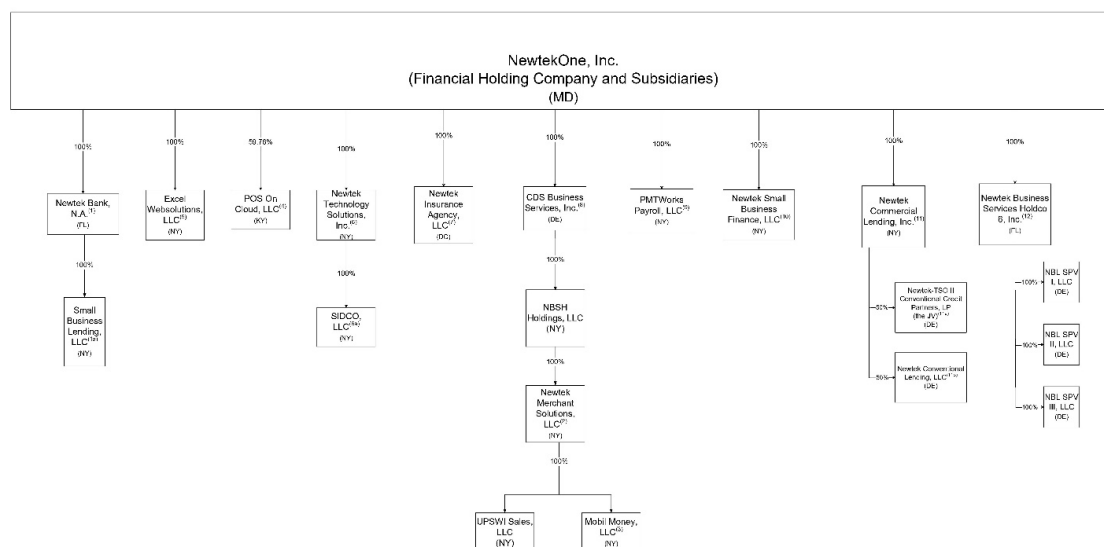 NewtekOne, Inc.
(Financial Holding Company and Subsidiaries)
(MD)
100%
100%
100%
100%
100%
100%
100%
100%
100%
Newtek Bank,
N.A.(1)
(FL)
Excel
Websolutions,
LLC
(NY)
POS On
Cloud, LLC
(KY)
Newtek
Technology
Solutions,
Inc.
(NY)
Newtek
Insurance
Agency,
LLC
(DC)
CDS Business
Services, Inc.
(DE)
PMTWorks
Payroll, LLC
(NY)
Newtek Small
Business
Finance, LLC
(NY)
Newtek
Commercial
Lending, Inc.(11)
(NY)
Newtek Business
Services Holdco
6, Inc.(12)
(FL)
100%
100%
100%
Small
Business
Lending,
LLC
(NY)
SIDCO,
LLC
(NY)
NBSH
Holdings, LLC
(NY)
50%
Newtek-TSO II
Conventional Credit
Partners, LP
(the JV)
(DE)
50%
Newtek Conventional
Lending, LLC
(DE)
100%
NBL SPV
I, LLC
(DE)
100%
NBL SPV
II, LLC
(DE)
100%
NBL SPV
III, LLC
(DE)
100%
Newtek
Merchant
Solutions,
LLC
(NY)
100%
UPSWI Sales,
LLC
(NY)
Mobil Money,
LLC
(NY)